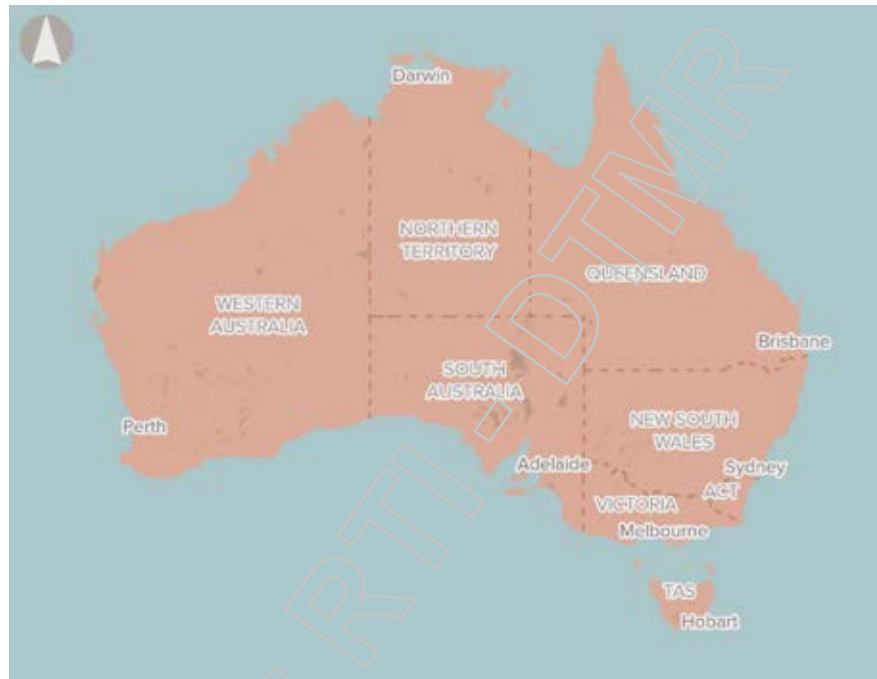 Darwin
NORTHERN
TERRITORY
QUEENSLAND
WESTERN
AUSTRALIA
Brisbane
SOUTH
AUSTRALIA
Perth
NEW SOUTH
WALES
Adelaide
Sydney
ACT
VICTORIA
Melbourne
TAS
Hobart
RTI - DTMR